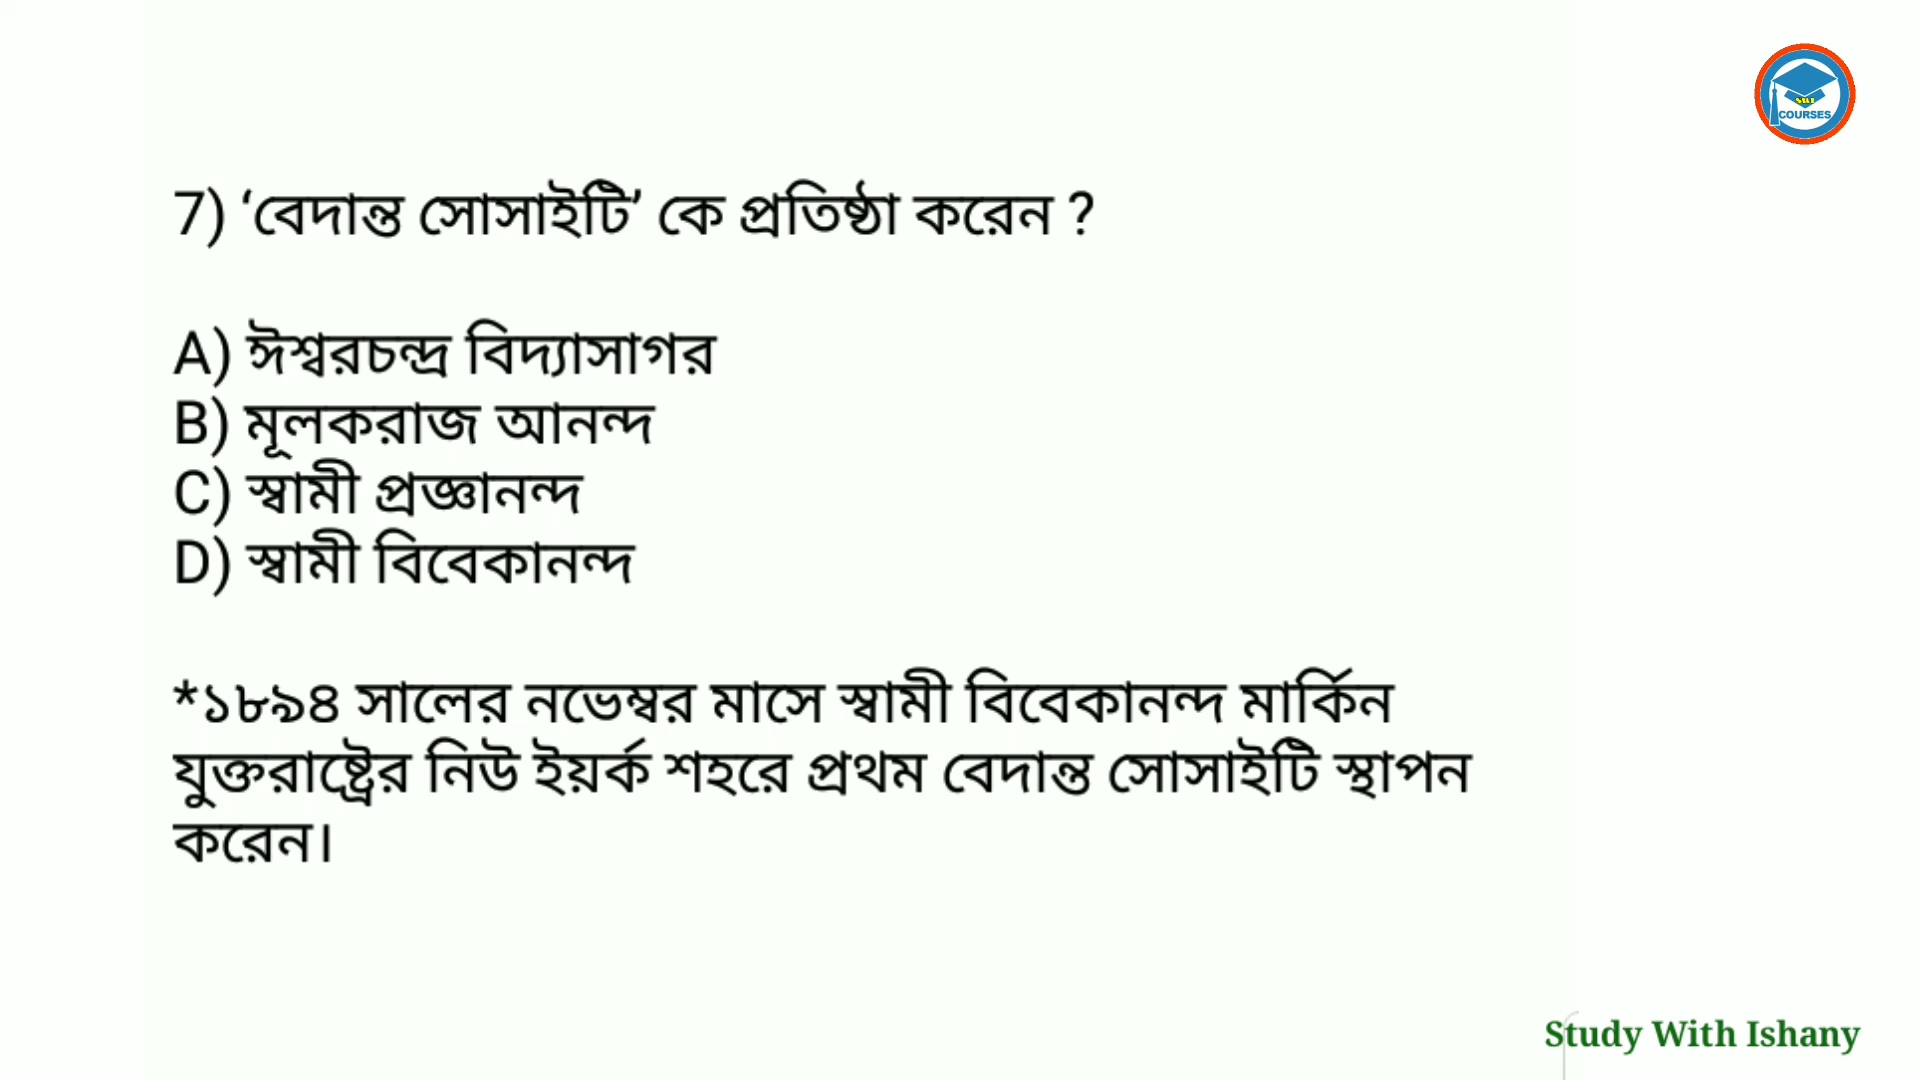 7) ‘বেদান্ত সোসাইটি’ কে প্রতিষ্ঠা করেন ?
A) ঈশ্বরচন্দ্র বিদ্যাসাগর
B) মূলকরাজ আনন্দ
C) স্বামী প্রজ্ঞানন্দ
D) স্বামী বিবেকানন্দ
*১৮৯৪ সালের নভেম্বর মাসে স্বামী বিবেকানন্দ মার্কিন
যুক্তরাষ্ট্রের নিউ ইয়র্ক শহরে প্রথম বেদান্ত সোসাইটি স্থাপন
করেন।
SWI
COURSES
Study With Ishany